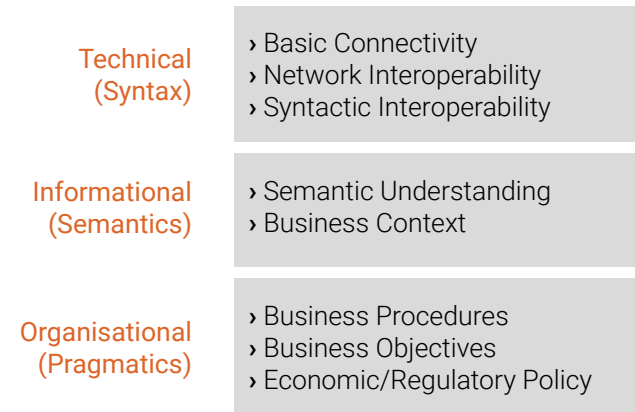 Technical
(Syntax)
› Basic Connectivity
› Network Interoperability
› Syntactic Interoperability
Informational
(Semantics)
› Semantic Understanding
› Business Context
Organisational
(Pragmatics)
› Business Procedures
› Business Objectives
› Economic/Regulatory Policy